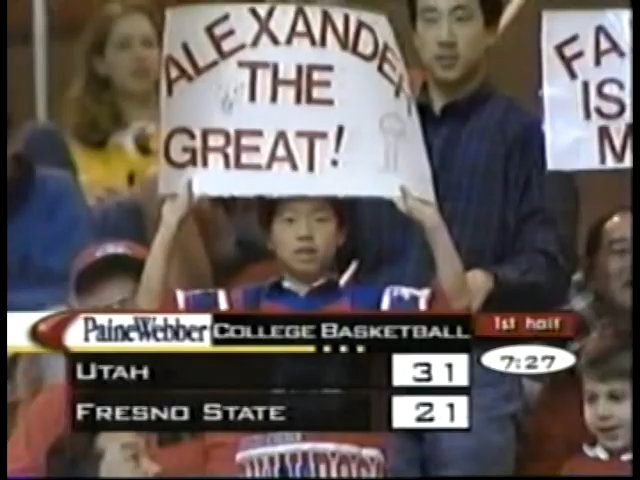 ALEXANDER
THE
GREAT!
FA
IS
M
PaineWebber COLLEGE BASKETBALL 1st half
UTAH 31 7:27
FRESNO STATE 21